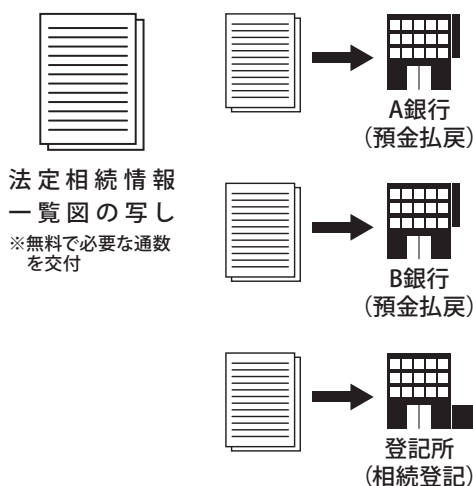 法定相続情報
一覧図の写し
※無料で必要な通数
を交付
A銀行
(預金払戻)
B銀行
(預金払戻)
登記所
(相続登記)